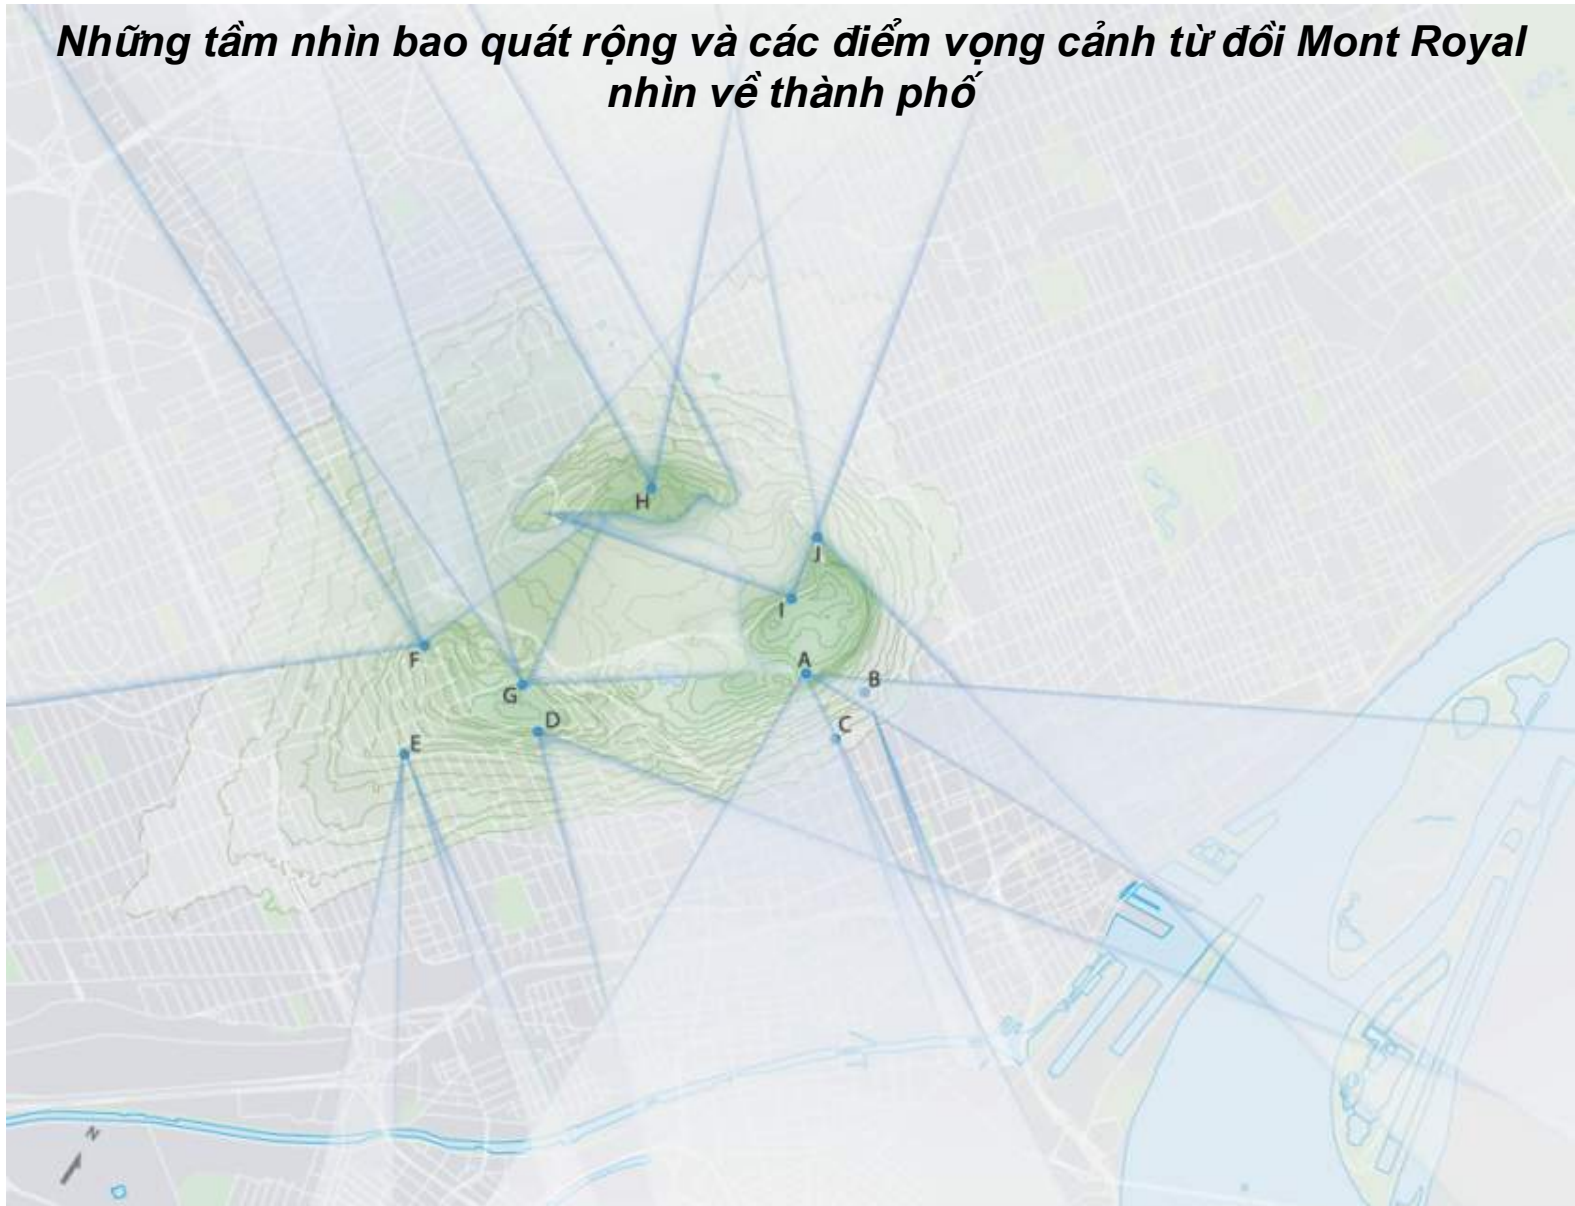 Những tầm nhìn bao quát rộng và các điểm vọng cảnh từ đồi Mont Royal
nhìn về thành phố
H
J
I
F
A
G
B
D
C
E
N